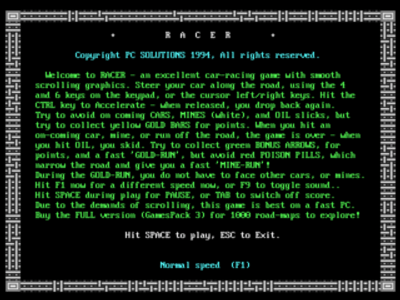 • R A C E R •
Copyright PC SOLUTIONS 1994, All rights reserved.
Welcome to RACER - an excellent car-racing game with smooth
scrolling graphics. Steer your car along the road, using the 4
and 6 keys on the keypad, or the cursor left/right keys. Hit the
CTRL key to Accelerate - when released, you drop back again.
Try to avoid on coming CARS, MINES (white), and OIL slicks, but
try to collect yellow GOLD BARS for points. When you hit an
on-coming car, mine, or run off the road, the game is over - when
you hit OIL, you skid. Try to collect green BONUS ARROWS, for
points, and a fast 'GOLD-RUN', but avoid red POISON PILLS, which
narrow the road and give you a fast 'MINE-RUN'!
During the GOLD-RUN, you do not have to face other cars, or mines.
Hit F1 now for a different speed now, or F9 to toggle sound..
Hit SPACE during play for PAUSE, or TAB to switch off score.
Due to the demands of scrolling, this game is best on a fast PC.
Buy the FULL version (GamesPack 3) for 1000 road-maps to explore!
Hit SPACE to play, ESC to Exit.
Normal speed (F1)